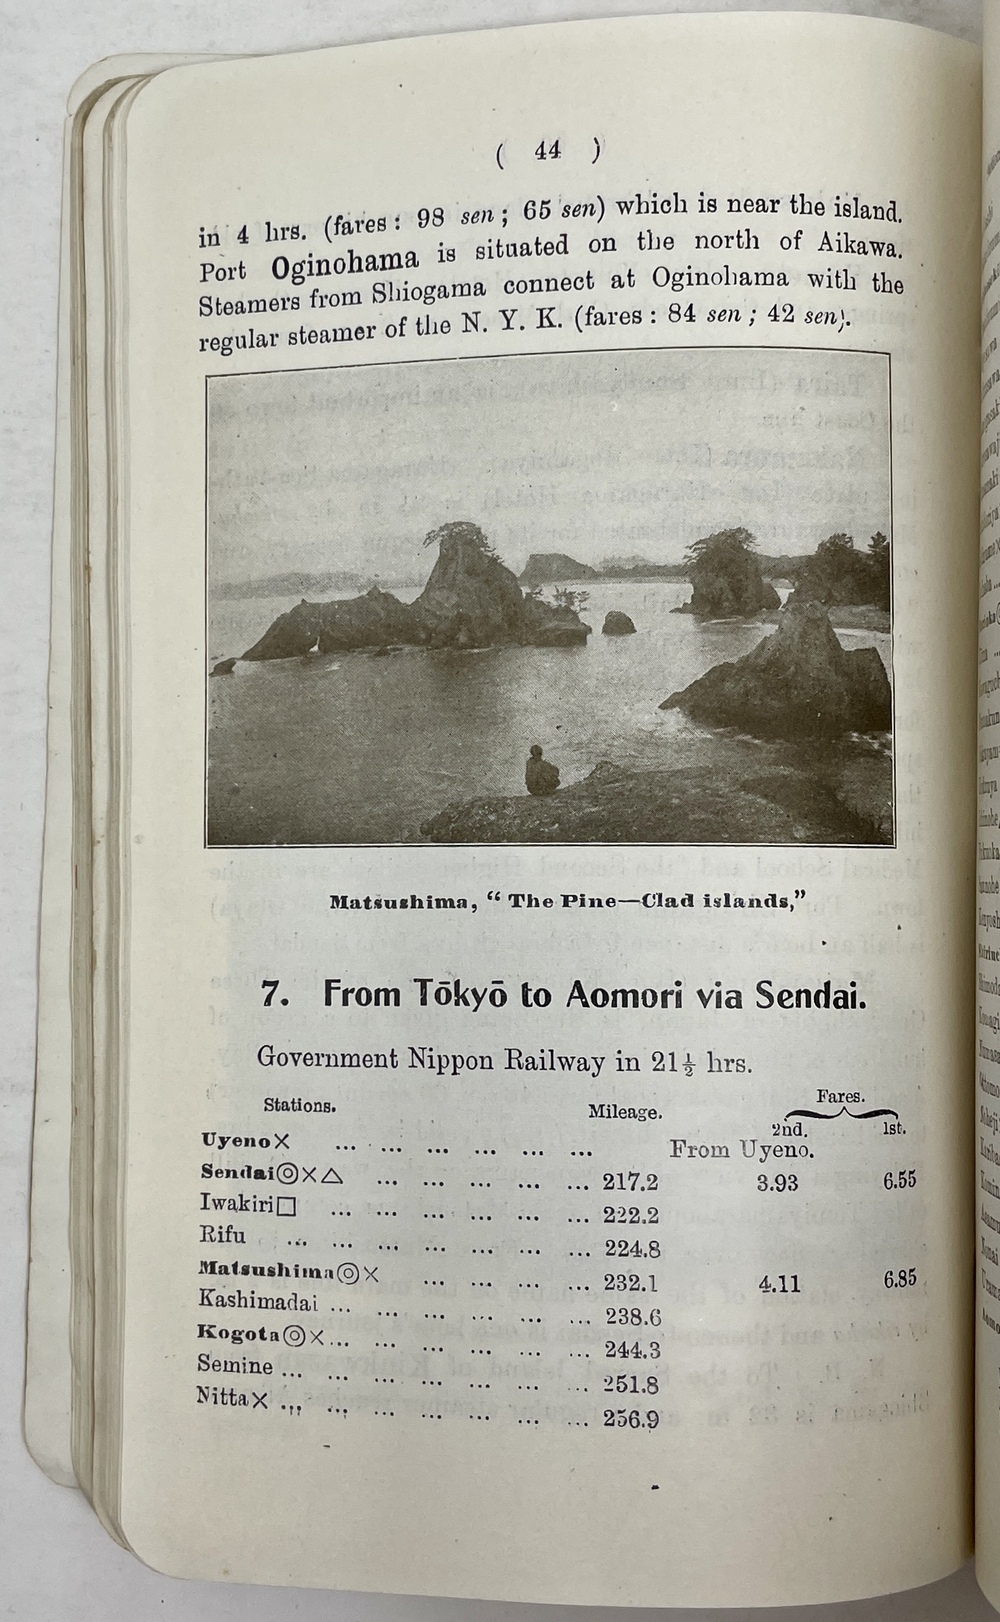 ( 44 )
in 4 hrs. (fares : 98 sen ; 65 sen) which is near the island.
Port Oginohama is situated on the north of Aikawa.
Steamers from Shiogama connect at Oginohama with the
regular steamer of the N. Y. K. (fares : 84 sen ; 42 sen).
Matsushima, “ The Pine—Clad islands,”
7. From Tōkyō to Aomori via Sendai.
Government Nippon Railway in 21½ hrs.
Stations. Mileage. Fares.
2nd. 1st.
Uyeno× ... ... ... ... ... ... From Uyeno.
Sendai◎×△ ... ... ... ... ... 217.2 3.93 6.55
Iwakiri□ ... ... ... ... ... ... 222.2
Rifu ... ... ... ... ... ... ... 224.8
Matsushima◎× ... ... ... ... 232.1 4.11 6.85
Kashimadai ... ... ... ... ... ... 238.6
Kogota◎×... ... ... ... ... ... 244.3
Semine ... ... ... ... ... ... ... 251.8
Nitta× ... ... ... ... ... ... ... 256.9